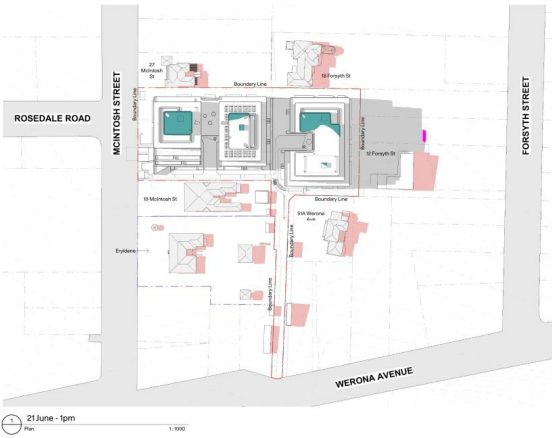 27
McIntosh
St
18 Forsyth St
Boundary Line
MCINTOSH STREET
FORSYTH STREET
Boundary Line
ROSEDALE ROAD
Boundary Line
12 Forsyth St
Boundary Line
19 McIntosh St
51A Werona
Ave
Boundary Line
Eryldene
Boundary Line
WERONA AVENUE
1
21 June - 1pm
Plan
1:1000